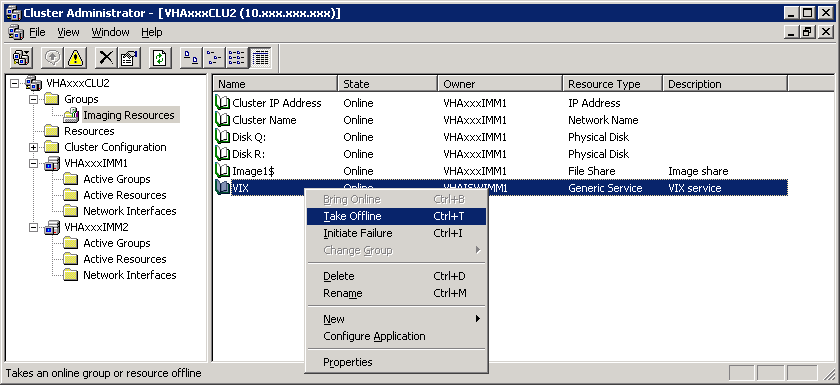 Cluster Administrator - [VHAxxxCLU2 (10.xxx.xxx.xxx)]
File View Window Help
VHAxxxCLU2
Groups
Imaging Resources
Resources
Cluster Configuration
VHAxxxIMM1
Active Groups
Active Resources
Network Interfaces
VHAxxxIMM2
Active Groups
Active Resources
Network Interfaces
Name State Owner Resource Type Description
Cluster IP Address Online VHAxxxIMM1 IP Address
Cluster Name Online VHAxxxIMM1 Network Name
Disk Q: Online VHAxxxIMM1 Physical Disk
Disk R: Online VHAxxxIMM1 Physical Disk
Image1$ Online VHAxxxIMM1 File Share Image share
VIX Online VHAISWIMM1 Generic Service VIX service
Bring Online Ctrl+B
Take Offline Ctrl+T
Initiate Failure Ctrl+I
Change Group
Delete Ctrl+D
Rename Ctrl+M
New
Configure Application
Properties
Takes an online group or resource offline